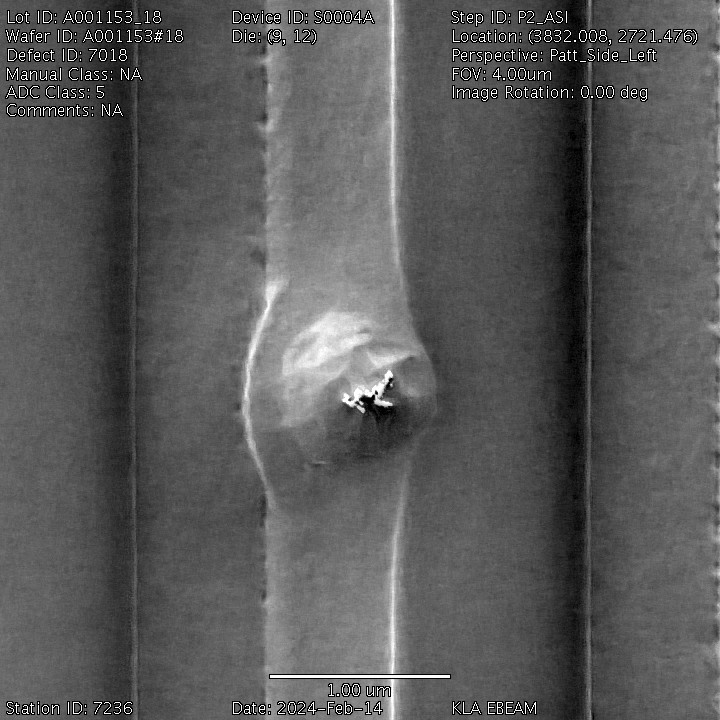 Lot ID: A001153_18
Wafer ID: A001153#18
Defect ID: 7018
Manual Class: NA
ADC Class: 5
Comments: NA
Device ID: S0004A
Die: (9, 12)
Step ID: P2_ASI
Location: (3832.008, 2721.476)
Perspective: Patt_Side_Left
FOV: 4.00um
Image Rotation: 0.00 deg
1.00 um
Station ID: 7236
Date: 2024-Feb-14
KLA EBEAM